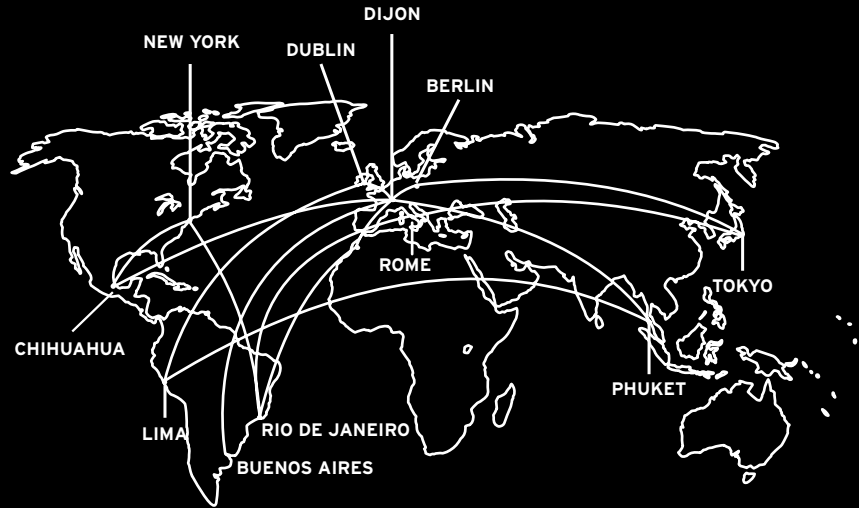 DIJON
NEW YORK
DUBLIN
BERLIN
ROME
TOKYO
CHIHUAHUA
PHUKET
LIMA
RIO DE JANEIRO
BUENOS AIRES